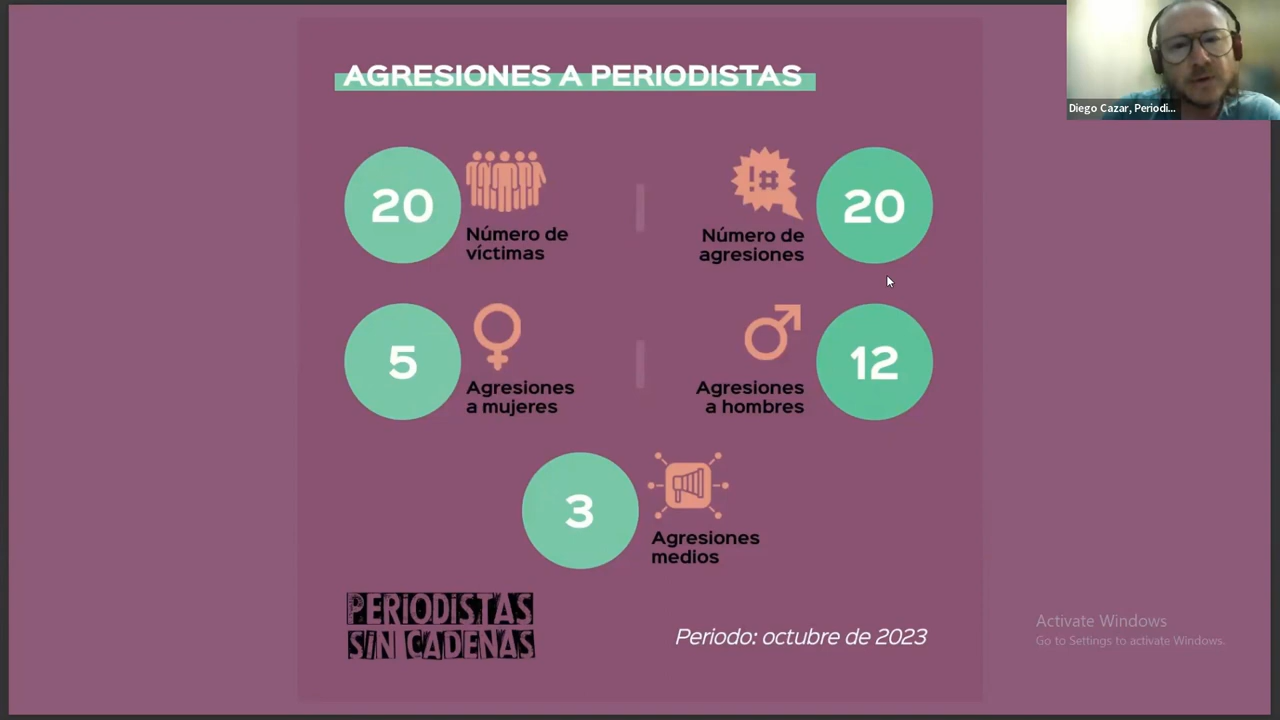 AGRESIONES A PERIODISTAS
Diego Cazar, Periodi...
20
Número de
víctimas
!#
Número de
agresiones
20
5
Agresiones
a mujeres
Agresiones
a hombres
12
3
Agresiones
medios
PERIODISTAS
SIN CADENAS
Periodo: octubre de 2023
Activate Windows
Go to Settings to activate Windows.